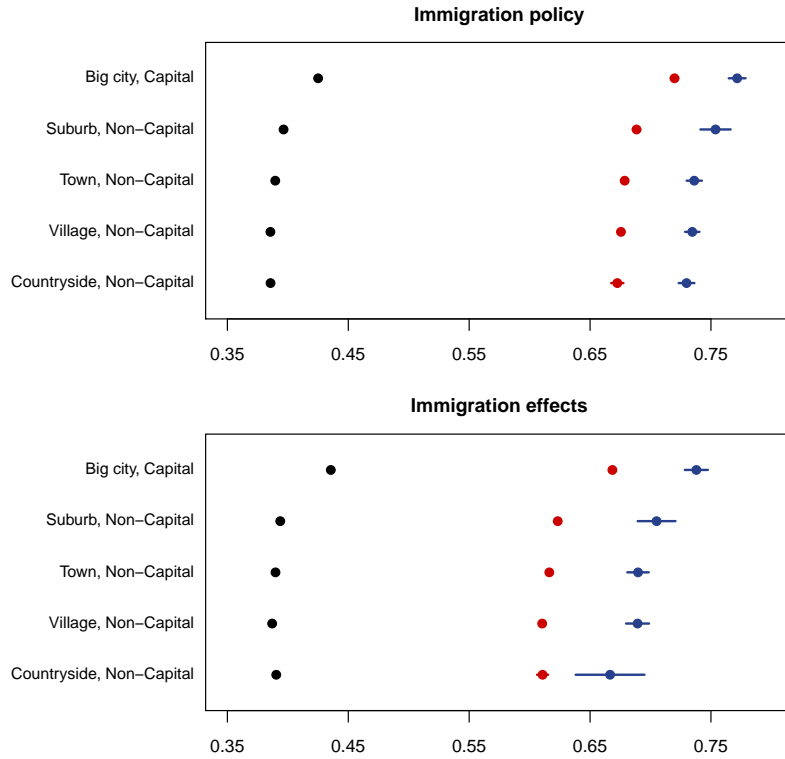 Immigration policy
Big city, Capital
Suburb, Non−Capital
Town, Non−Capital
Village, Non−Capital
Countryside, Non−Capital
0.35 0.45 0.55 0.65 0.75
Immigration effects
Big city, Capital
Suburb, Non−Capital
Town, Non−Capital
Village, Non−Capital
Countryside, Non−Capital
0.35 0.45 0.55 0.65 0.75